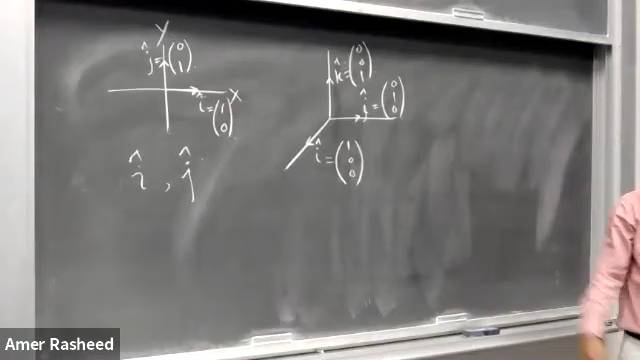 Y
ĵ = (0 1)
X
î = (1 0)
î , ĵ
k̂ = (0 0 1)
ĵ = (0 1 0)
î = (1 0 0)
Amer Rasheed